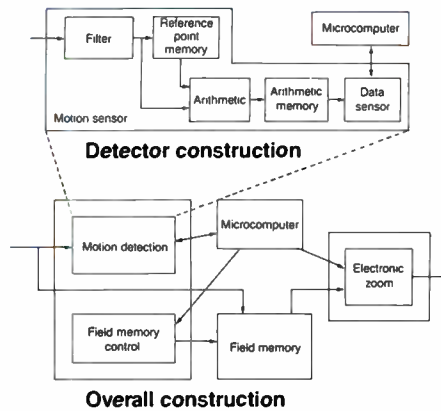 Filter
Reference
point
memory
Microcomputer
Arithmetic
Arithmetic
memory
Data
sensor
Motion sensor
Detector construction
Motion detection
Microcomputer
Electronic
zoom
Field memory
control
Field memory
Overall construction